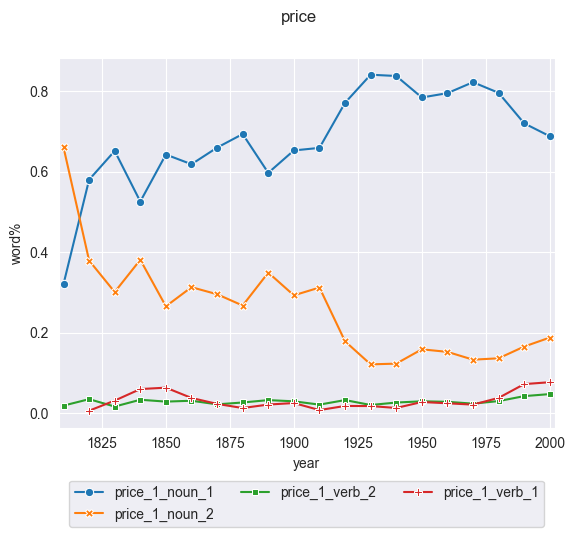 price
word%
0.8
0.6
0.4
0.2
0.0
1825 1850 1875 1900 1925 1950 1975 2000
year
price_1_noun_1 price_1_verb_2 price_1_verb_1
price_1_noun_2